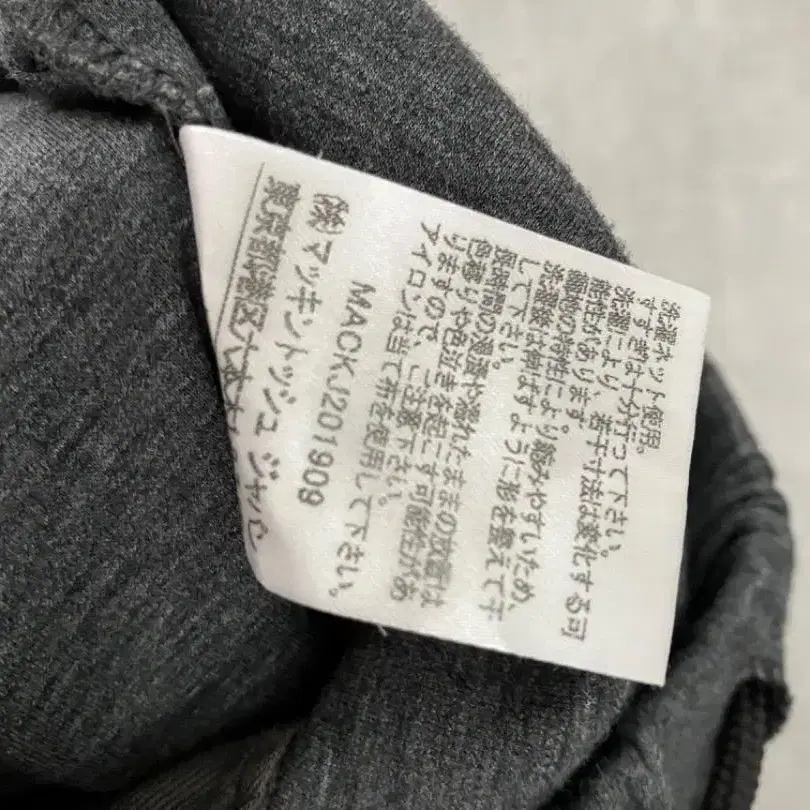 洗濯ネット使用。
すすぎは十分行って下さい。
洗濯により、若干寸法は変化する可
能性があります。
編地の特性により縮みやすいため、
洗濯後は伸ばすように形を整えて干
して下さい。
長時間の浸漬や濡れたままの放置は
色移りや色泣きを起こす可能性があ
りますので、ご注意下さい。
アイロンは当て布を使用して下さい。
MACKJ201909
㈱マッキントッシュ ジャパン
東京都港区六本木